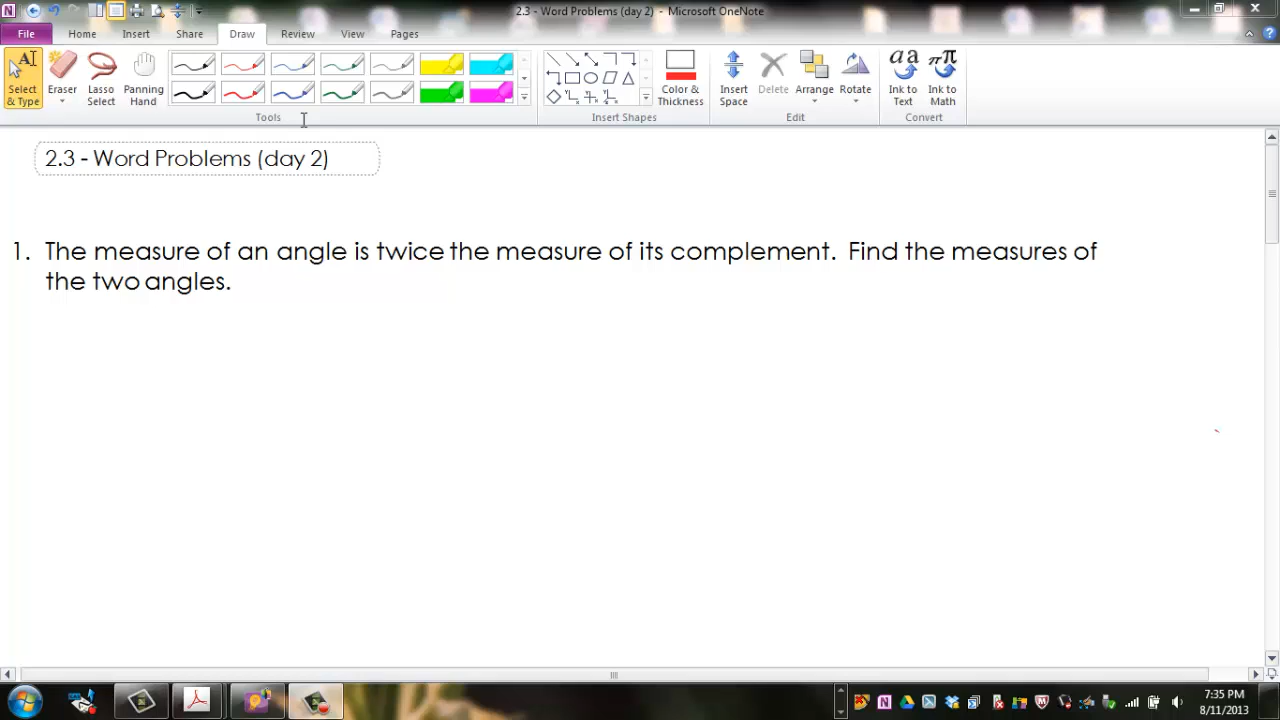 2.3 - Word Problems (day 2) - Microsoft OneNote
File Home Insert Draw Review View Pages
Select & Type
Eraser
Lasso Select
Panning Hand
Color & Thickness
Insert Space
Delete
Arrange
Rotate
Ink to Text
Ink to Math
Tools Insert Shapes Edit Convert
2.3 - Word Problems (day 2)
1. The measure of an angle is twice the measure of its complement. Find the measures of
the two angles.
7:35 PM
8/11/2013